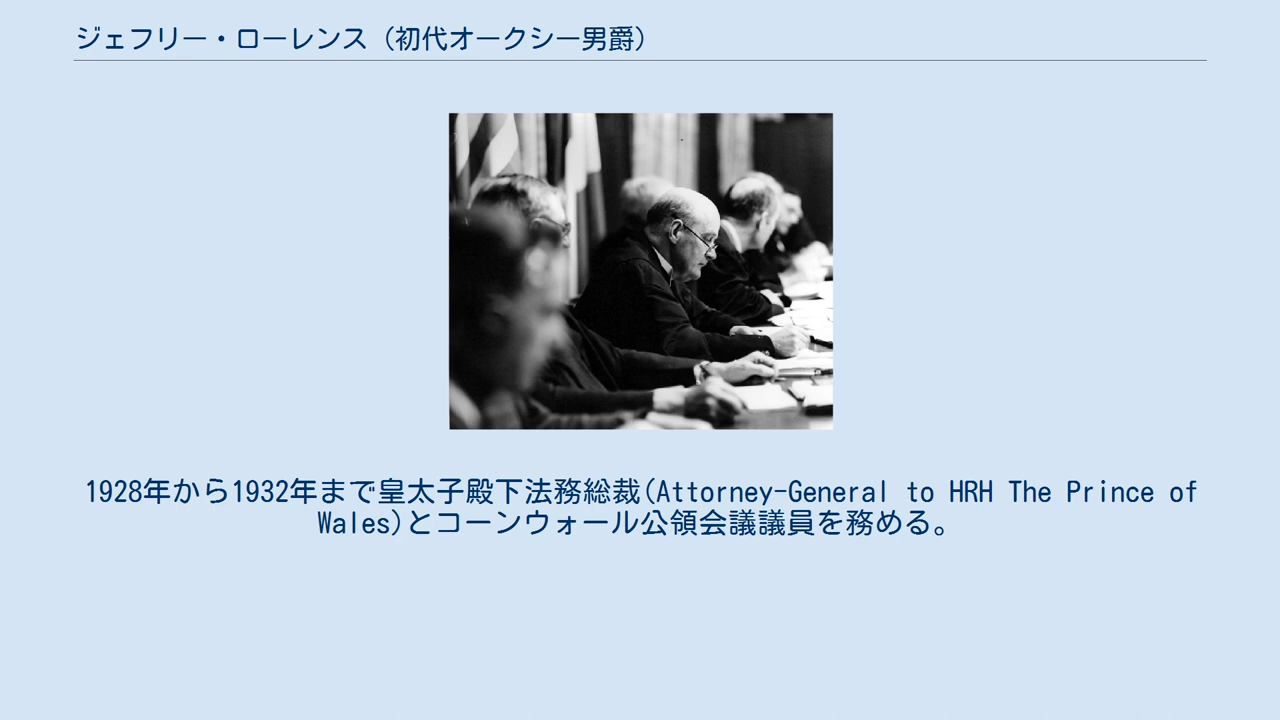 ジェフリー・ローレンス（初代オークシー男爵）
1928年から1932年まで皇太子殿下法務総裁(Attorney-General to HRH The Prince of
Wales)とコーンウォール公領会議議員を務める。